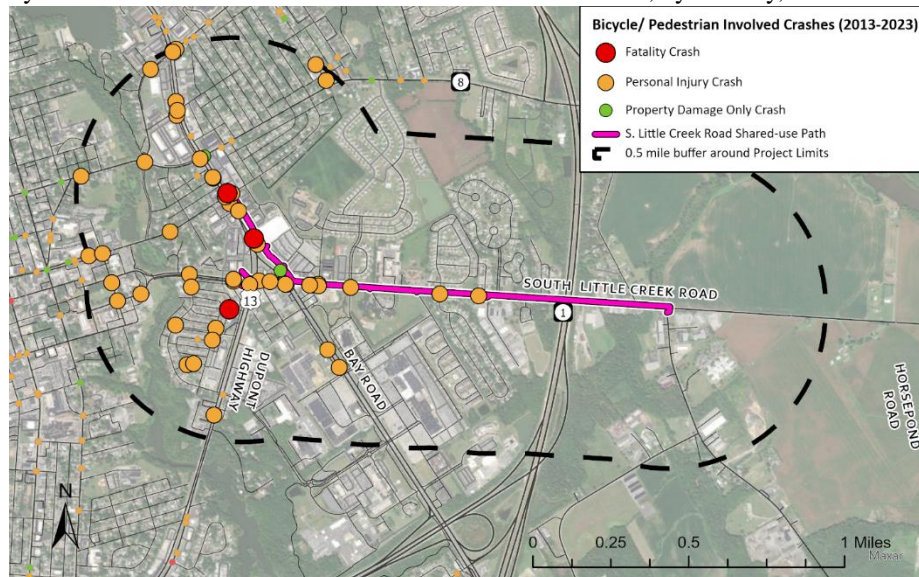 Bicycle/ Pedestrian Involved Crashes (2013-2023)
Fatality Crash
Personal Injury Crash
Property Damage Only Crash
S. Little Creek Road Shared-use Path
0.5 mile buffer around Project Limits
8
SOUTH LITTLE CREEK ROAD
13
1
DUPONT
HIGHWAY
BAY ROAD
HORSEPOND
ROAD
N
0 0.25 0.5 1 Miles
Maxar